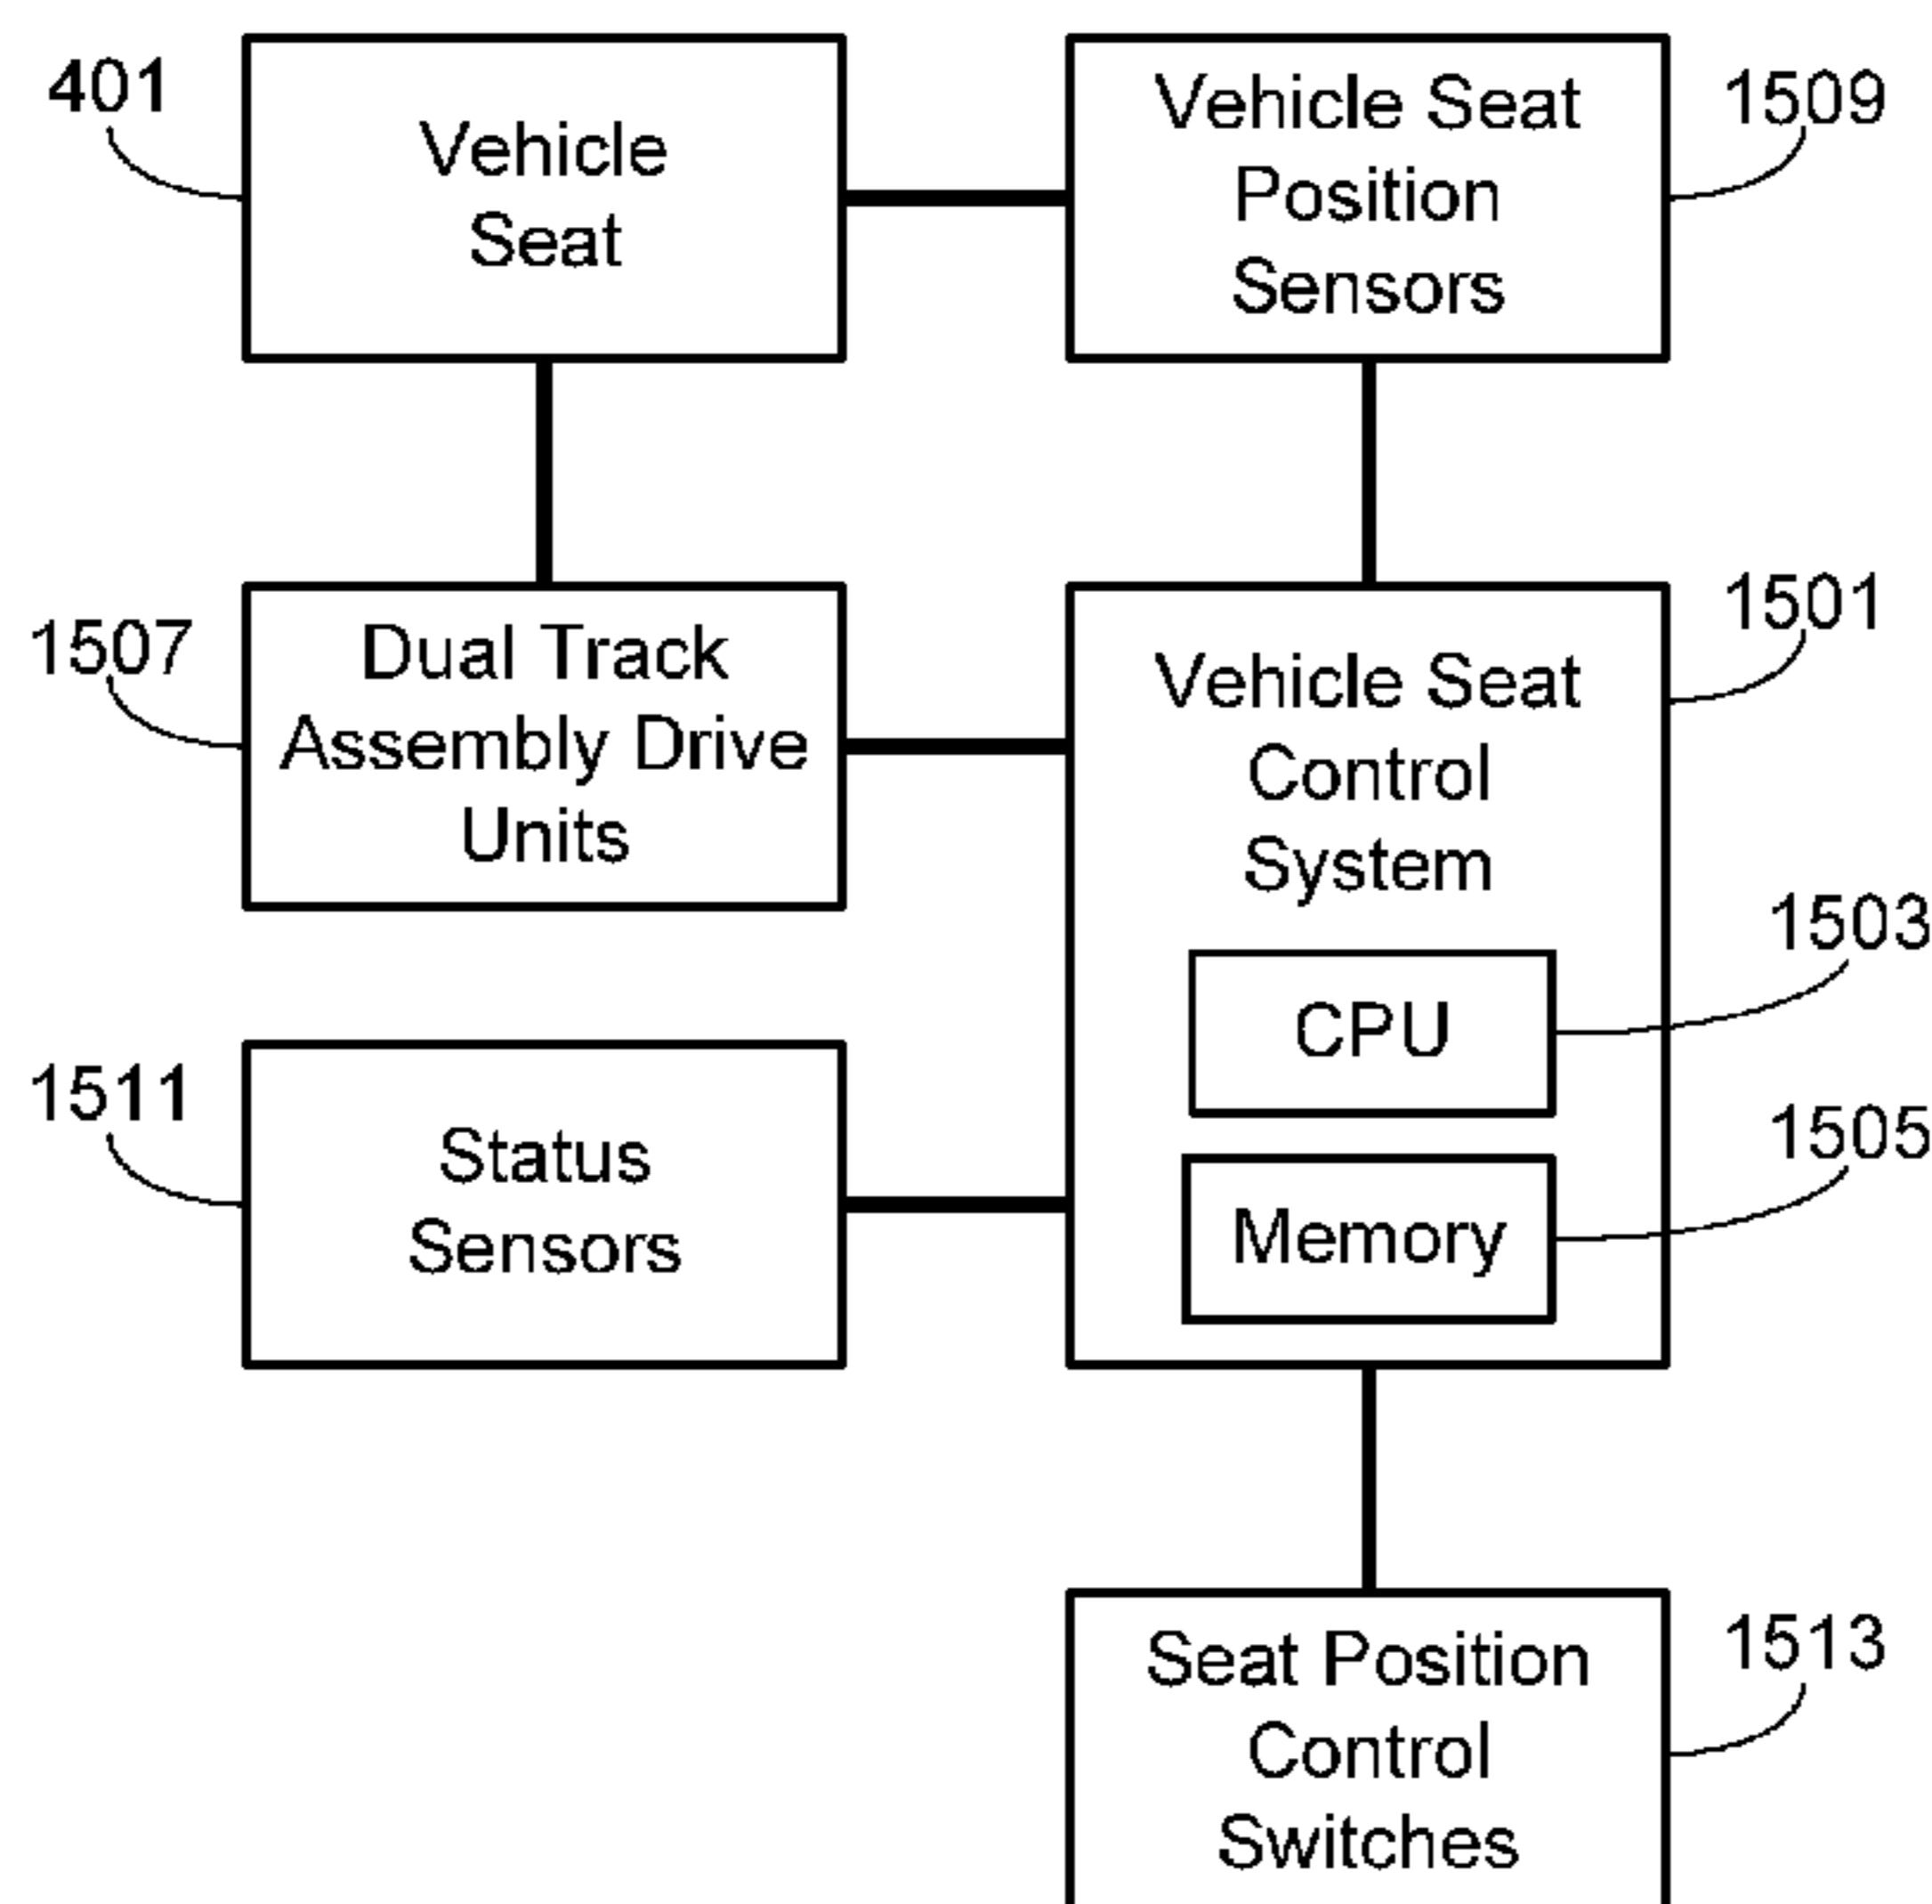 401
Vehicle
Seat
Vehicle Seat
Position
Sensors
1509
1507
Dual Track
Assembly Drive
Units
Vehicle Seat
Control
System
1501
CPU
1503
Memory
1505
1511
Status
Sensors
Seat Position
Control
Switches
1513